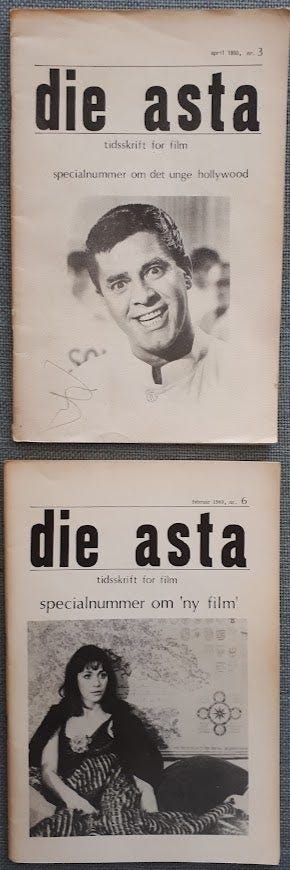 nr. 3
die asta
tidsskrift for film
specialnummer om det unge hollywood
februar 1969, nr. 6
die asta
tidsskrift for film
specialnummer om 'ny film'